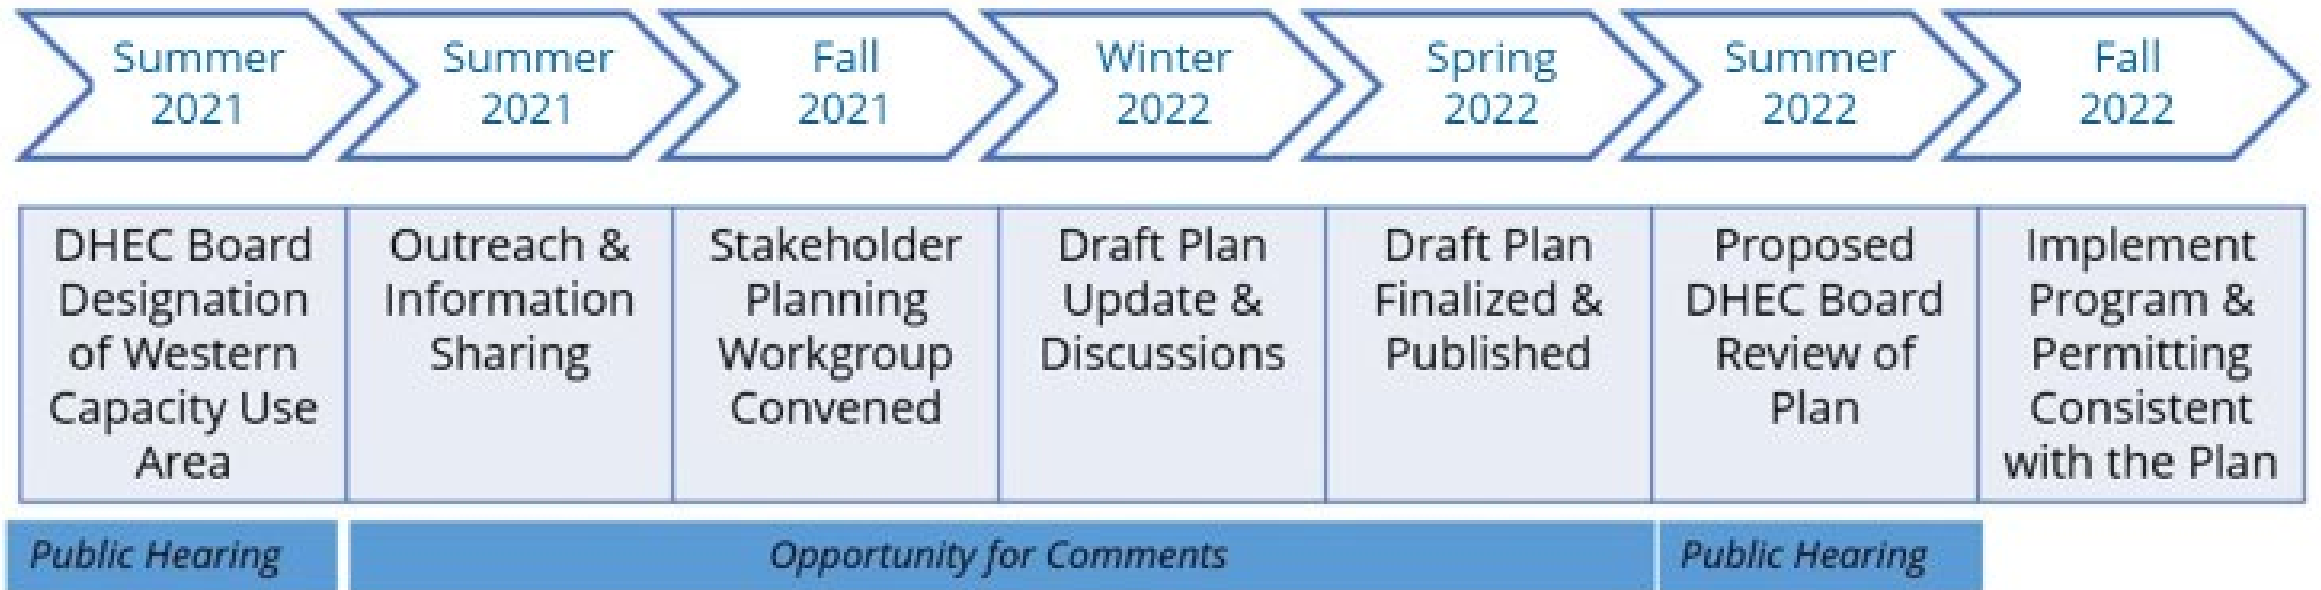 Summer
2021
Summer
2021
Fall
2021
Winter
2022
Spring
2022
Summer
2022
Fall
2022
DHEC Board
Designation
of Western
Capacity Use
Area
Outreach &
Information
Sharing
Stakeholder
Planning
Workgroup
Convened
Draft Plan
Update &
Discussions
Draft Plan
Finalized &
Published
Proposed
DHEC Board
Review of
Plan
Implement
Program &
Permitting
Consistent
with the Plan
Public Hearing
Opportunity for Comments
Public Hearing